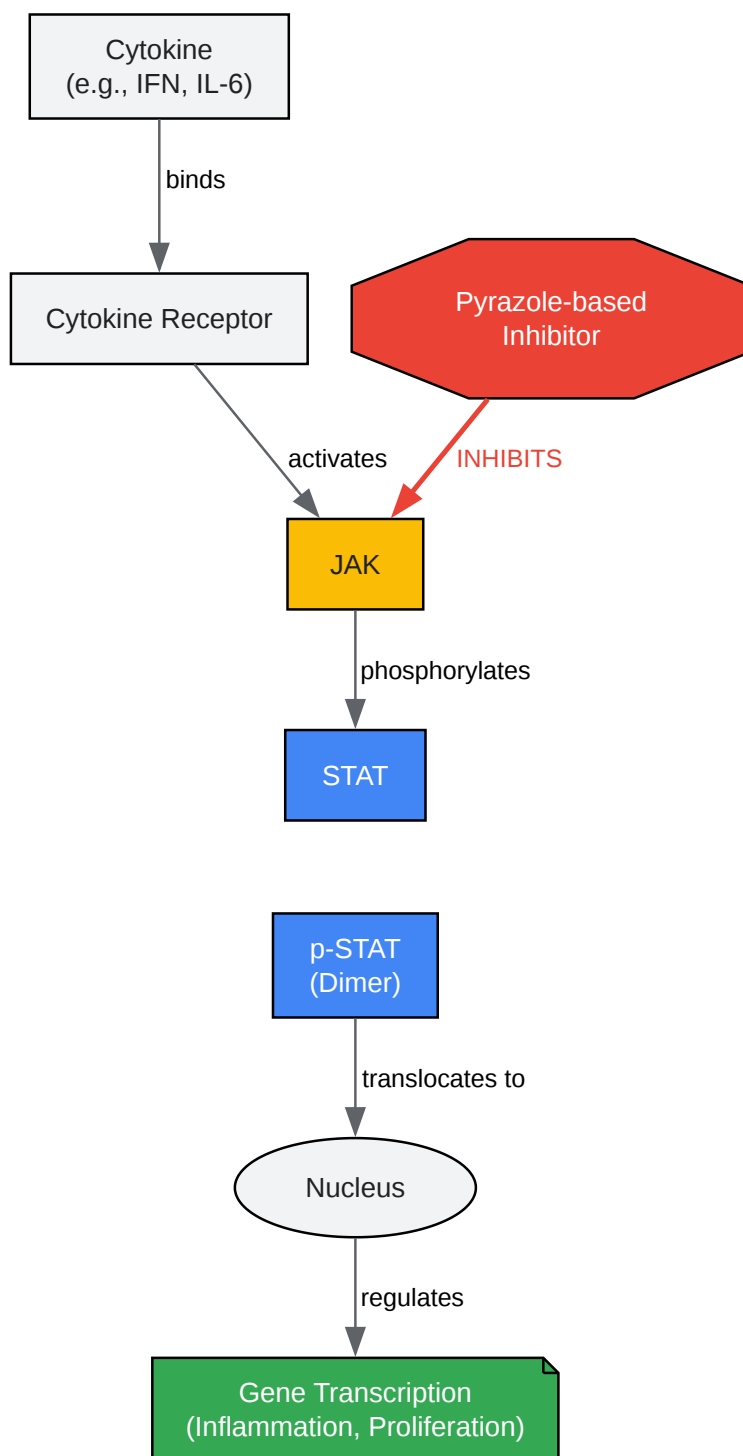 Cytokine
(e.g., IFN, IL-6)
binds
Cytokine Receptor
Pyrazole-based
Inhibitor
activates
INHIBITS
JAK
phosphorylates
STAT
p-STAT
(Dimer)
translocates to
Nucleus
regulates
Gene Transcription
(Inflammation, Proliferation)